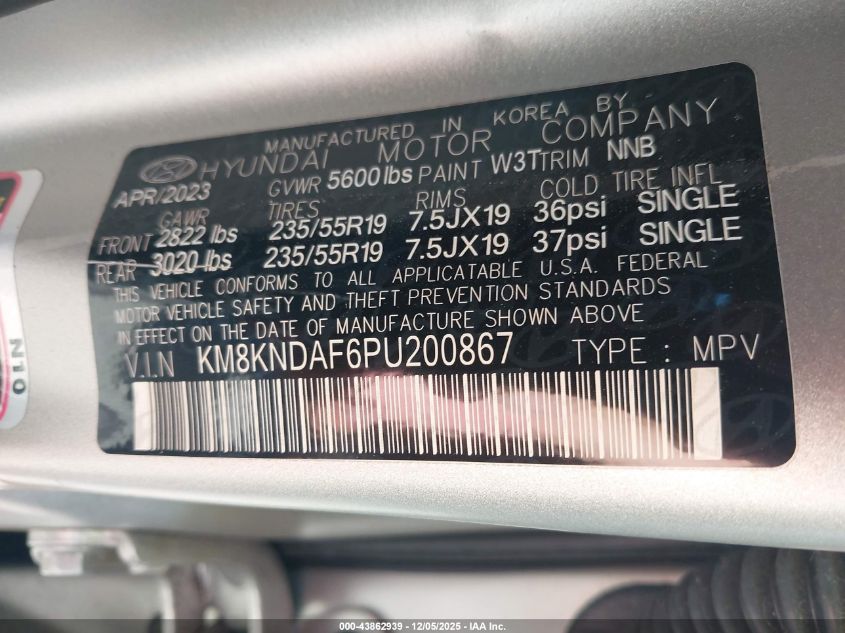 MANUFACTURED IN KOREA BY
HYUNDAI MOTOR COMPANY
APR/2023 GVWR 5600 lbs PAINT W3T TRIM NNB
GAWR TIRES RIMS COLD TIRE INFL
FRONT 2822 lbs 235/55R19 7.5JX19 36psi SINGLE
REAR 3020 lbs 235/55R19 7.5JX19 37psi SINGLE
THIS VEHICLE CONFORMS TO ALL APPLICATABLE U.S.A. FEDERAL
MOTOR VEHICLE SAFETY AND THEFT PREVENTION STANDARDS
IN EFFECT ON THE DATE OF MANUFACTURE SHOWN ABOVE
V.I.N KM8KNDAF6PU200867 TYPE : MPV
N10
000-43862939 - 12/05/2025 - IAA Inc.